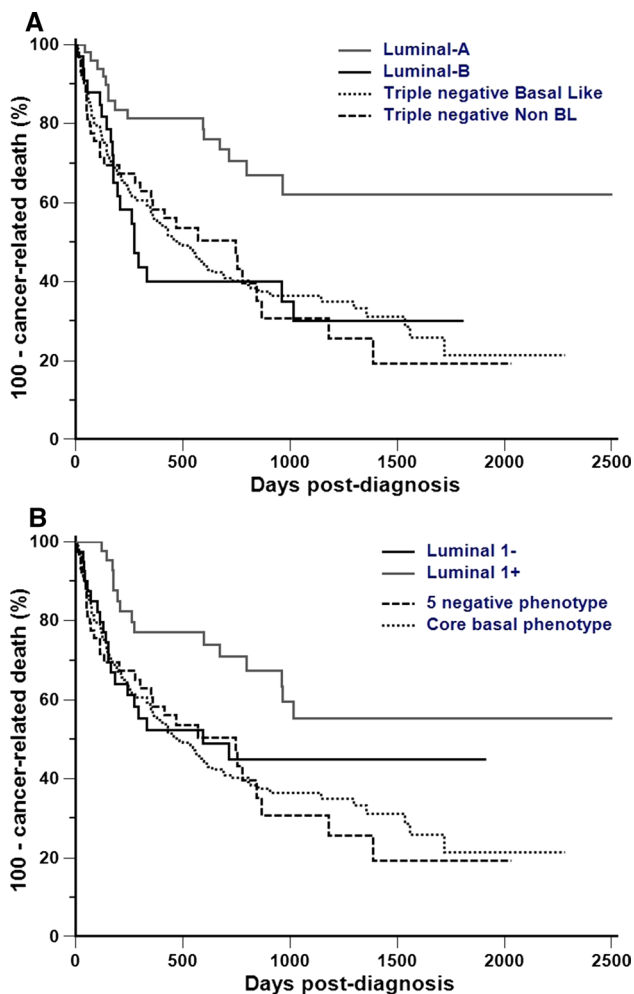 A
100 - cancer-related death (%)
100
80
60
40
20
0
Luminal-A
Luminal-B
Triple negative Basal Like
Triple negative Non BL
0 500 1000 1500 2000 2500
Days post-diagnosis
B
100 - cancer-related death (%)
100
80
60
40
20
0
Luminal 1-
Luminal 1+
5 negative phenotype
Core basal phenotype
0 500 1000 1500 2000 2500
Days post-diagnosis